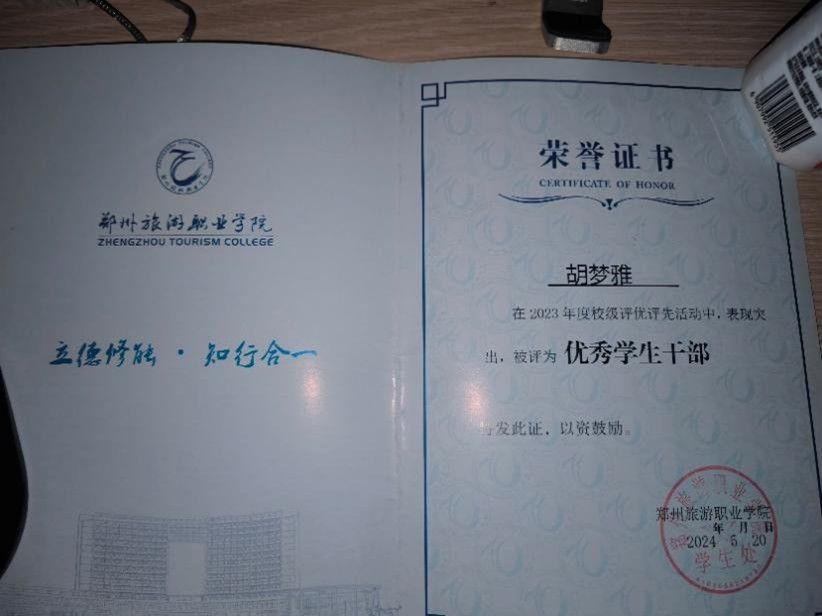 郑州旅游职业学院
ZHENGZHOU TOURISM COLLEGE
立德修能·知行合一
荣誉证书
CERTIFICATE OF HONOR
胡梦雅
在 2023 年度校级评优评先活动中，表现突
出，被评为 优秀学生干部
特发此证，以资鼓励。
郑州旅游职业学院
年 月 日
2024 5 20
学生处